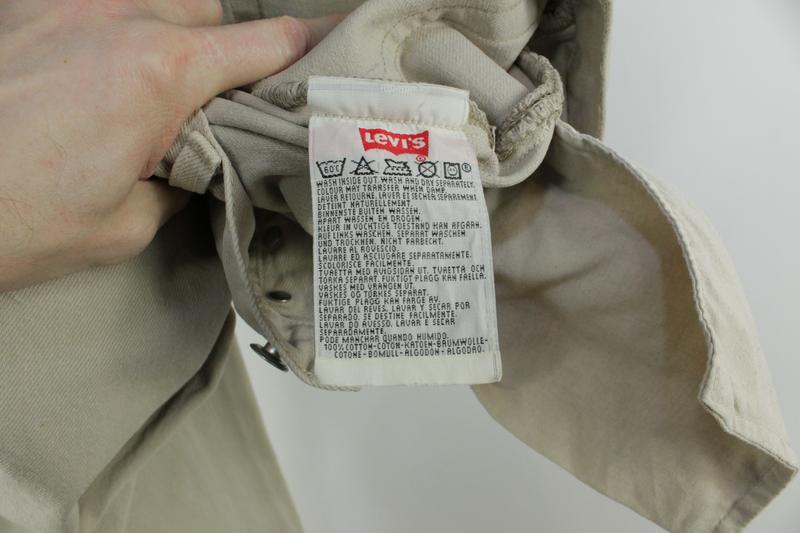 LEVI'S
60°C
WASH INSIDE OUT. WASH AND DRY SEPARATELY.
COLOUR MAY TRANSFER WHEN DAMP.
LAVER RETOURNE. LAVER ET SECHER SEPAREMENT.
DETEINT NATURELLEMENT.
BINNENSTE BUITEN WASSEN.
APART WASSEN EN DROGEN
KLEUR IN VOCHTIGE TOESTAND KAN AFGAAN.
AUF LINKS WASCHEN. SEPARAT WASCHEN
UND TROCKNEN. NICHT FARBECHT.
LAVARE AL ROVESCIO.
LAVARE ED ASCIUGARE SEPARATAMENTE.
SCOLORISCE FACILMENTE.
TVAETTA MED AVIGSIDAN UT. TVAETTA OCH
TORKA SEPARAT. FUKTIGT PLAGG KAN FAELLA.
VASKES MED VRANGEN UT.
VASKES OG TORKES SEPARAT.
FUKTIGE PLAGG KAN FARGE AV.
LAVAR DEL REVES. LAVAR Y SECAR POR
SEPARADO. SE DESTINE FACILMENTE.
LAVAR DO AVESSO. LAVAR E SECAR
SEPARADAMENTE.
PODE MANCHAR QUANDO HUMIDO.
100% COTTON-COTON-KATOEN-BAUMWOLLE-
COTONE-BOMULL-ALGODON-ALGODAO.